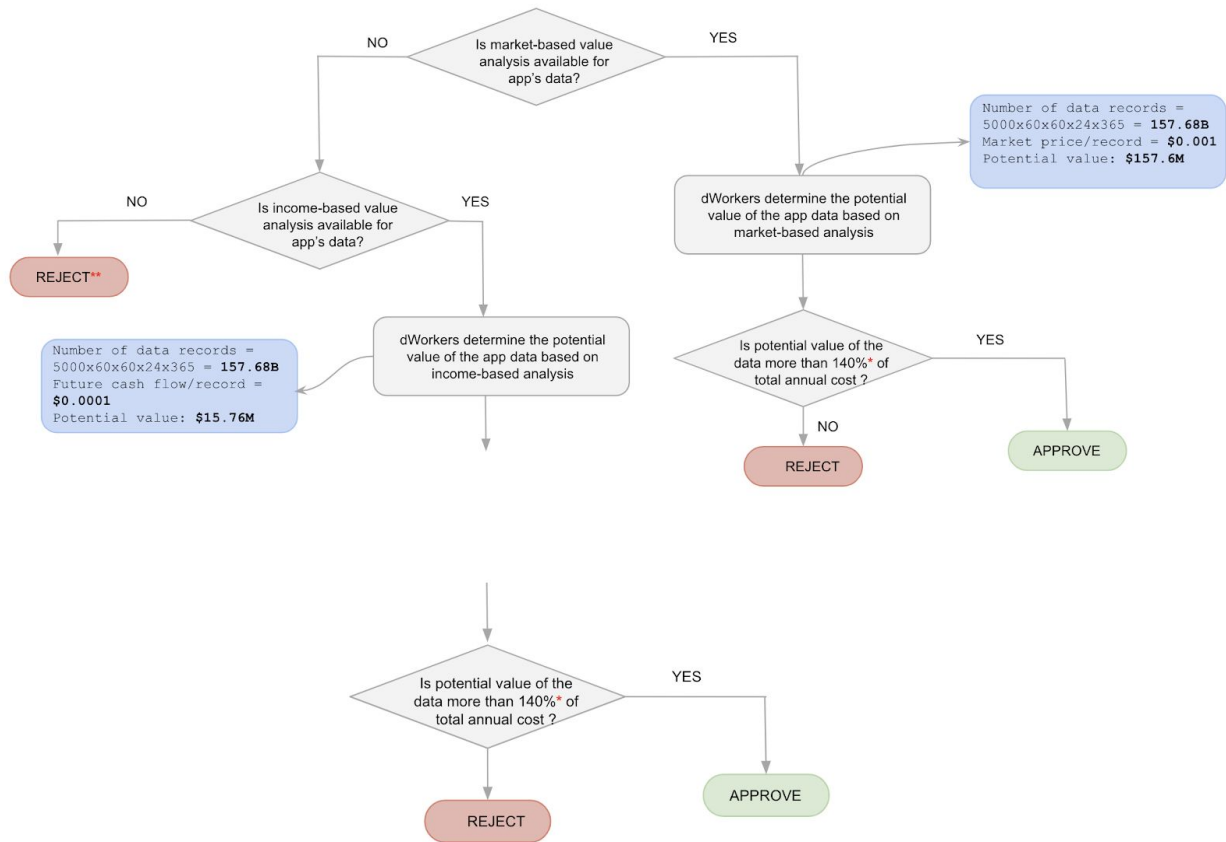 NO
YES
Is market-based value
analysis available for
app's data?
Number of data records =
5000x60x60x24x365 = 157.68B
Market price/record = $0.001
Potential value: $157.6M
NO
YES
Is income-based value
analysis available for
app's data?
dWorkers determine the potential
value of the app data based on
market-based analysis
REJECT**
dWorkers determine the potential
value of the app data based on
income-based analysis
Number of data records =
5000x60x60x24x365 = 157.68B
Future cash flow/record =
$0.0001
Potential value: $15.76M
Is potential value of the
data more than 140%* of
total annual cost ?
YES
NO
REJECT
APPROVE
Is potential value of the
data more than 140%* of
total annual cost ?
YES
APPROVE
REJECT